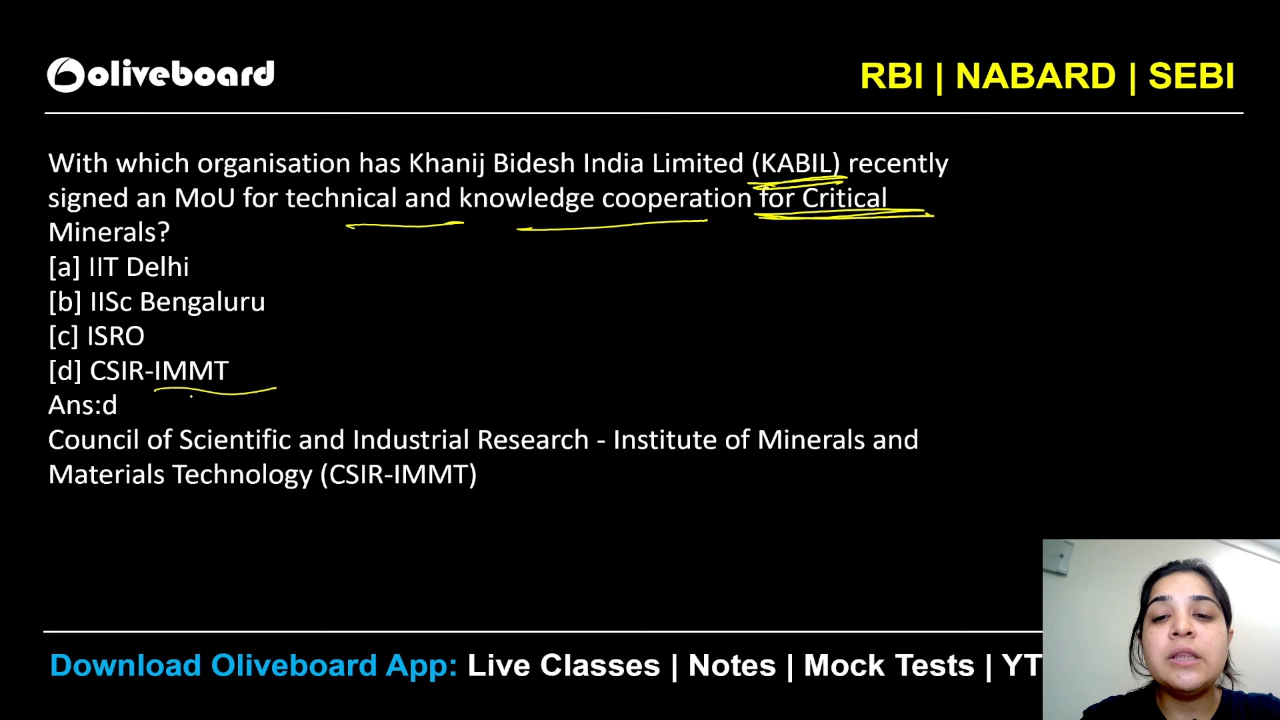 oliveboard
RBI | NABARD | SEBI
With which organisation has Khanij Bidesh India Limited (KABIL) recently
signed an MoU for technical and knowledge cooperation for Critical
Minerals?
[a] IIT Delhi
[b] IISc Bengaluru
[c] ISRO
[d] CSIR-IMMT
Ans:d
Council of Scientific and Industrial Research - Institute of Minerals and
Materials Technology (CSIR-IMMT)
Download Oliveboard App: Live Classes | Notes | Mock Tests | YT